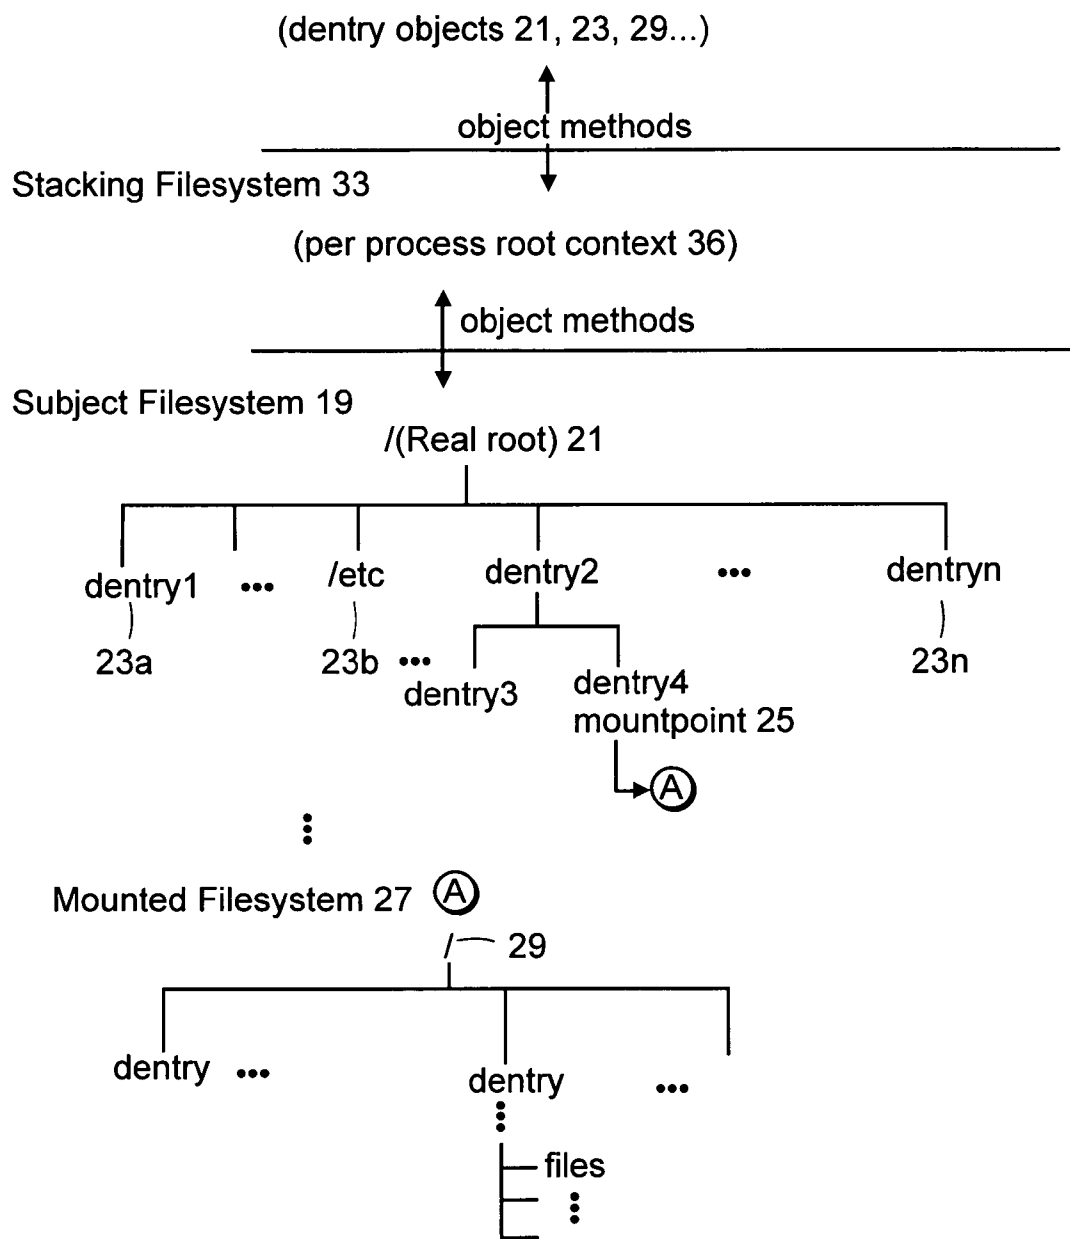 (dentry objects 21, 23, 29...)
object methods
Stacking Filesystem 33
(per process root context 36)
object methods
Subject Filesystem 19
/(Real root) 21
dentry1 ••• /etc dentry2 ••• dentryn
23a 23b ••• 23n
dentry3 dentry4
mountpoint 25
A
Mounted Filesystem 27 A
/ 29
dentry ••• dentry •••
files